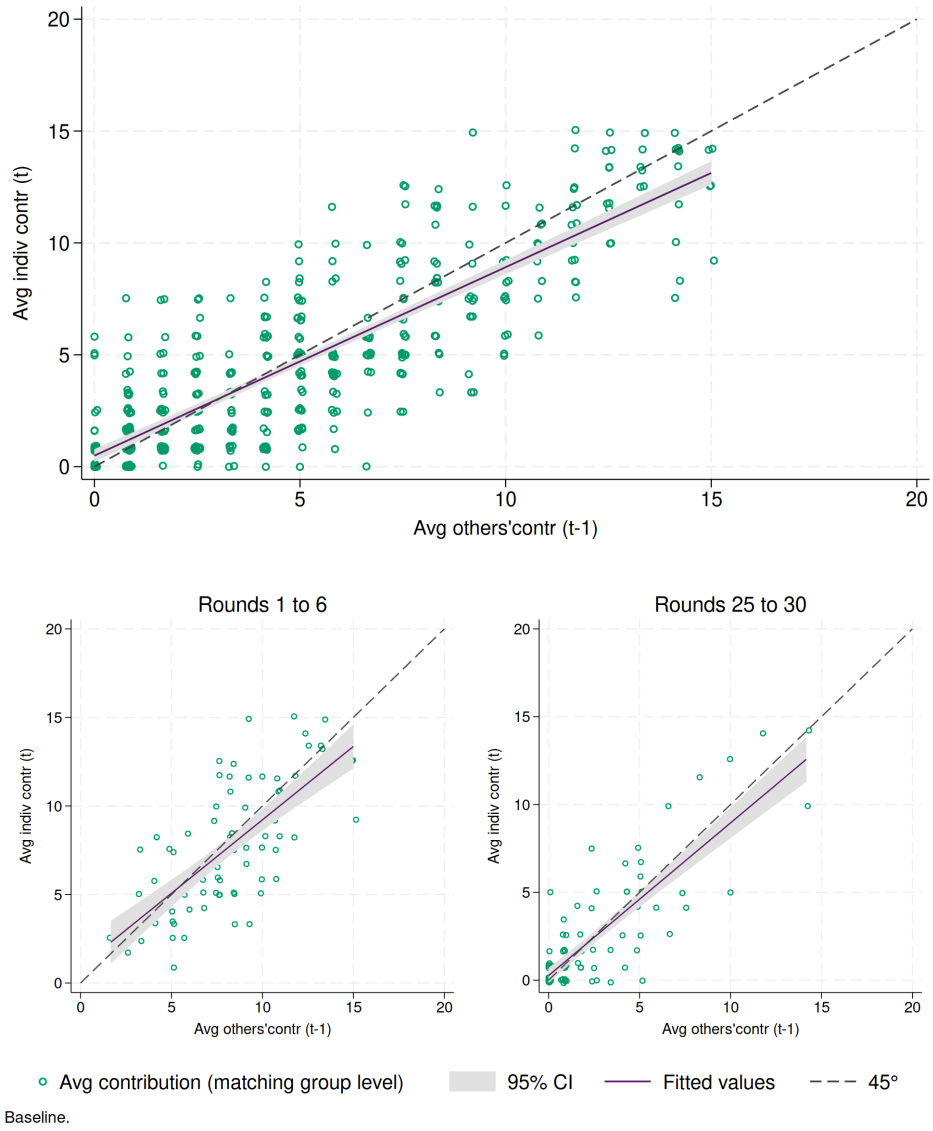 20
15
10
5
0
Avg indiv contr (t)
0 5 10 15 20
Avg others'contr (t-1)
Rounds 1 to 6
20
15
10
5
0
Avg indiv contr (t)
0 5 10 15 20
Avg others'contr (t-1)
Rounds 25 to 30
20
15
10
5
0
Avg indiv contr (t)
0 5 10 15 20
Avg others'contr (t-1)
Avg contribution (matching group level) 95% CI Fitted values 45°
Baseline.